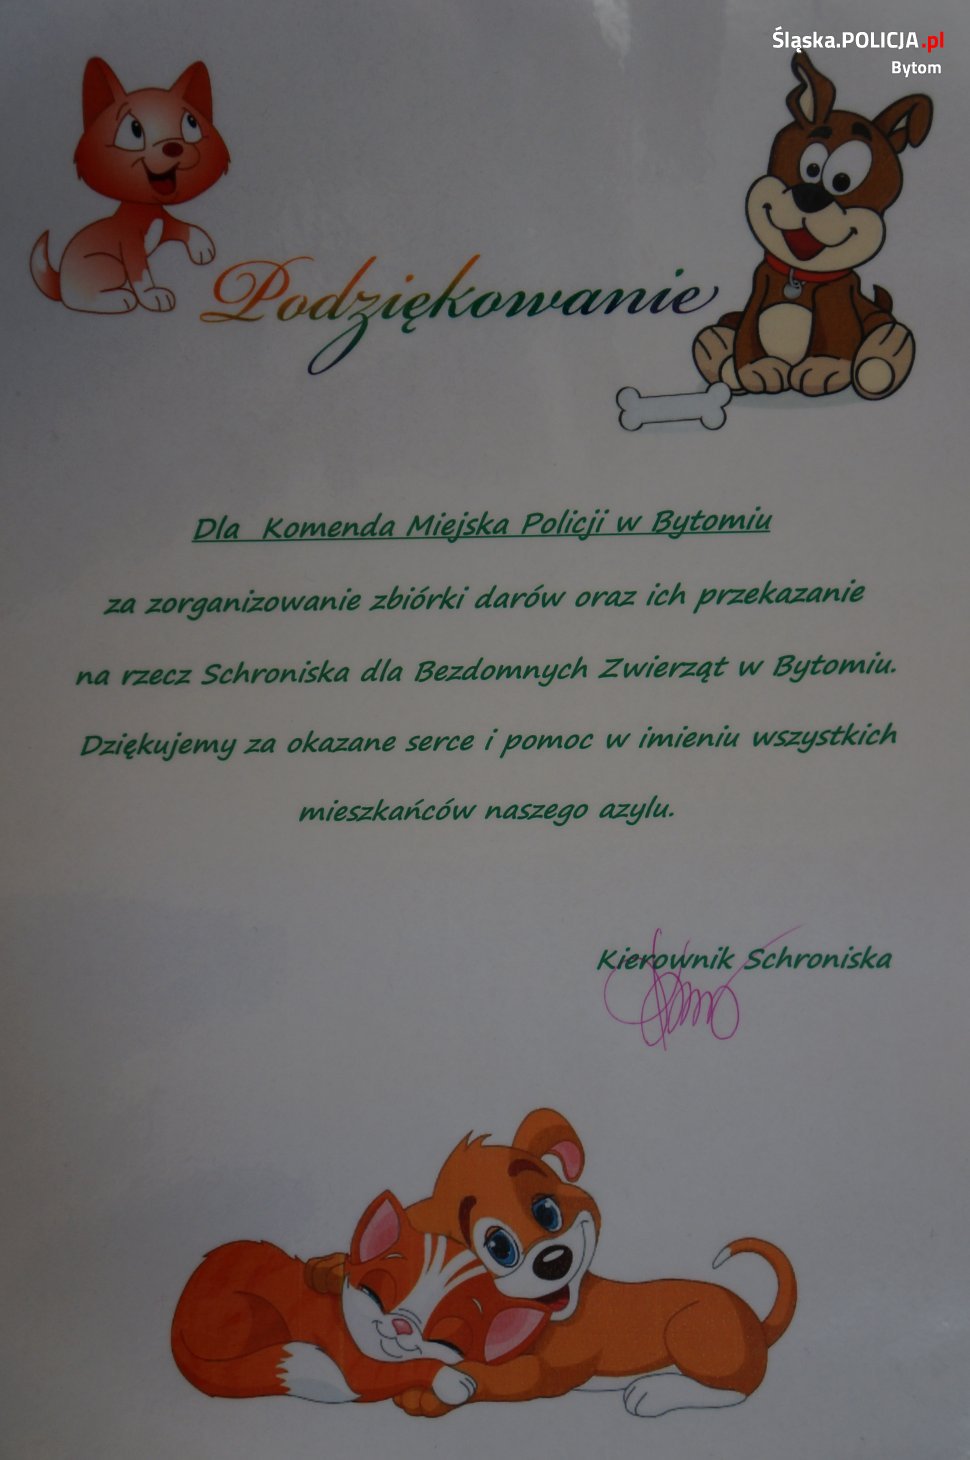 Śląska.POLICJA.pl
Bytom
Podziękowanie
Dla Komenda Miejska Policji w Bytomiu
za zorganizowanie zbiórki darów oraz ich przekazanie
na rzecz Schroniska dla Bezdomnych Zwierząt w Bytomiu.
Dziękujemy za okazane serce i pomoc w imieniu wszystkich
mieszkańców naszego azylu.
Kierownik Schroniska